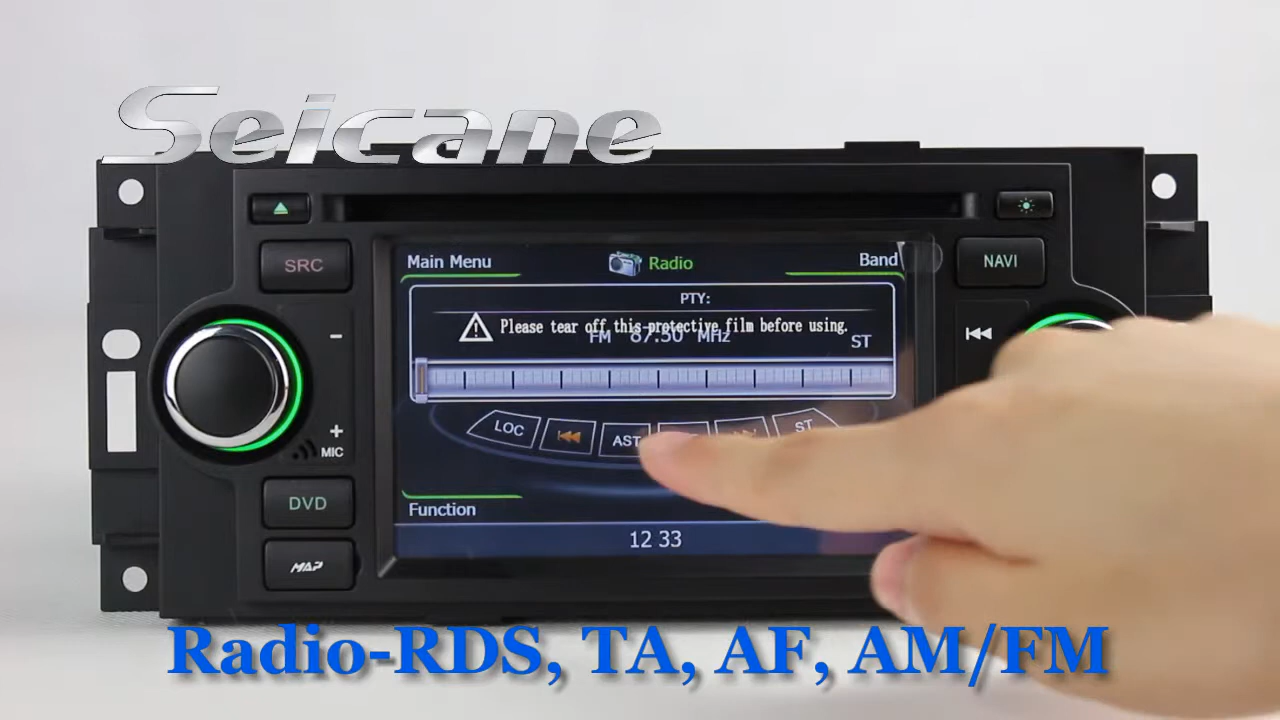 Seicane
SRC
NAVI
Main Menu
Radio
Band
PTY:
Please tear off this protective film before using.
FM 87.50 MHz
ST
LOC
AST
ST
MIC
DVD
Function
MAP
12 33
Radio-RDS, TA, AF, AM/FM